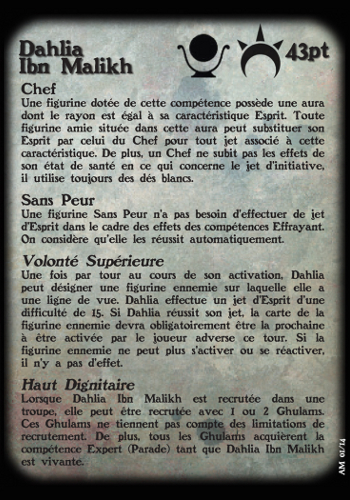 Dahlia
Ibn Malikh
43pt
Chef
Une figurine dotée de cette compétence possède une aura
dont le rayon est égal à sa caractéristique Esprit. Toute
figurine amie située dans cette aura peut substituer son
Esprit par celui du Chef pour tout jet associé à cette
caractéristique. De plus, un Chef ne subit pas les effets de
son état de santé en ce qui concerne le jet d'initiative,
il utilise toujours des dés blancs.
Sans Peur
Une figurine Sans Peur n'a pas besoin d'effectuer de jet
d'Esprit dans le cadre des effets des compétences Effrayant.
On considère qu'elle les réussit automatiquement.
Volonté Supérieure
Une fois par tour au cours de son activation, Dahlia
peut désigner une figurine ennemie sur laquelle elle a
une ligne de vue. Dahlia effectue un jet d'Esprit d'une
difficulté de 15. Si Dahlia réussit son jet, la carte de la
figurine ennemie devra obligatoirement être la prochaine
à être activée par le joueur adverse ce tour. Si la
figurine ennemie ne peut plus s'activer ou se réactiver,
il n'y a pas d'effet.
Haut Dignitaire
Lorsque Dahlia Ibn Malikh est recrutée dans une
troupe, elle peut être recrutée avec 1 ou 2 Ghulams.
Ces Ghulams ne tiennent pas compte des limitations de
recrutement. De plus, tous les Ghulams acquièrent la
compétence Expert (Parade) tant que Dahlia Ibn Malikh
est vivante.
AM 01/14